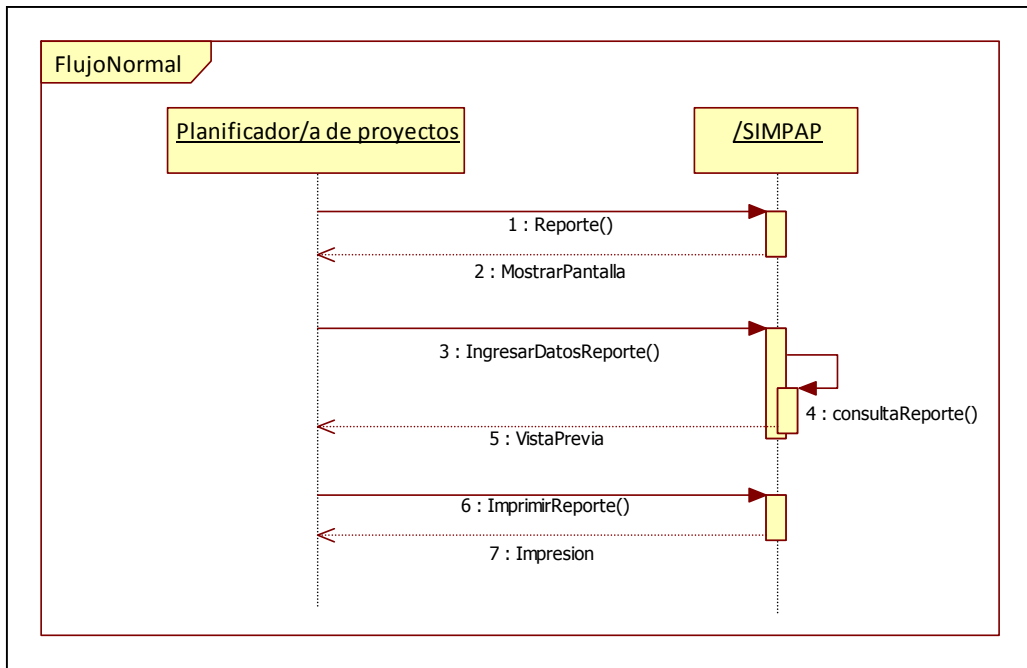 FlujoNormal
Planificador/a de proyectos
/SIMPAP
1 : Reporte()
2 : MostrarPantalla
3 : IngresarDatosReporte()
4 : consultaReporte()
5 : VistaPrevia
6 : ImprimirReporte()
7 : Impresion